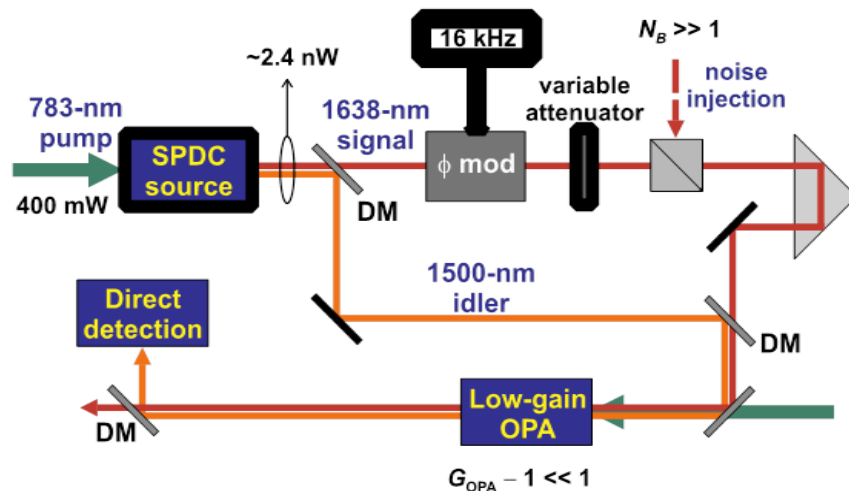 16 kHz
N_B >> 1
~2.4 nW
783-nm
pump
1638-nm
signal
variable
attenuator
noise
injection
SPDC
source
ϕ mod
400 mW
DM
1500-nm
idler
Direct
detection
DM
Low-gain
OPA
DM
G_OPA – 1 << 1